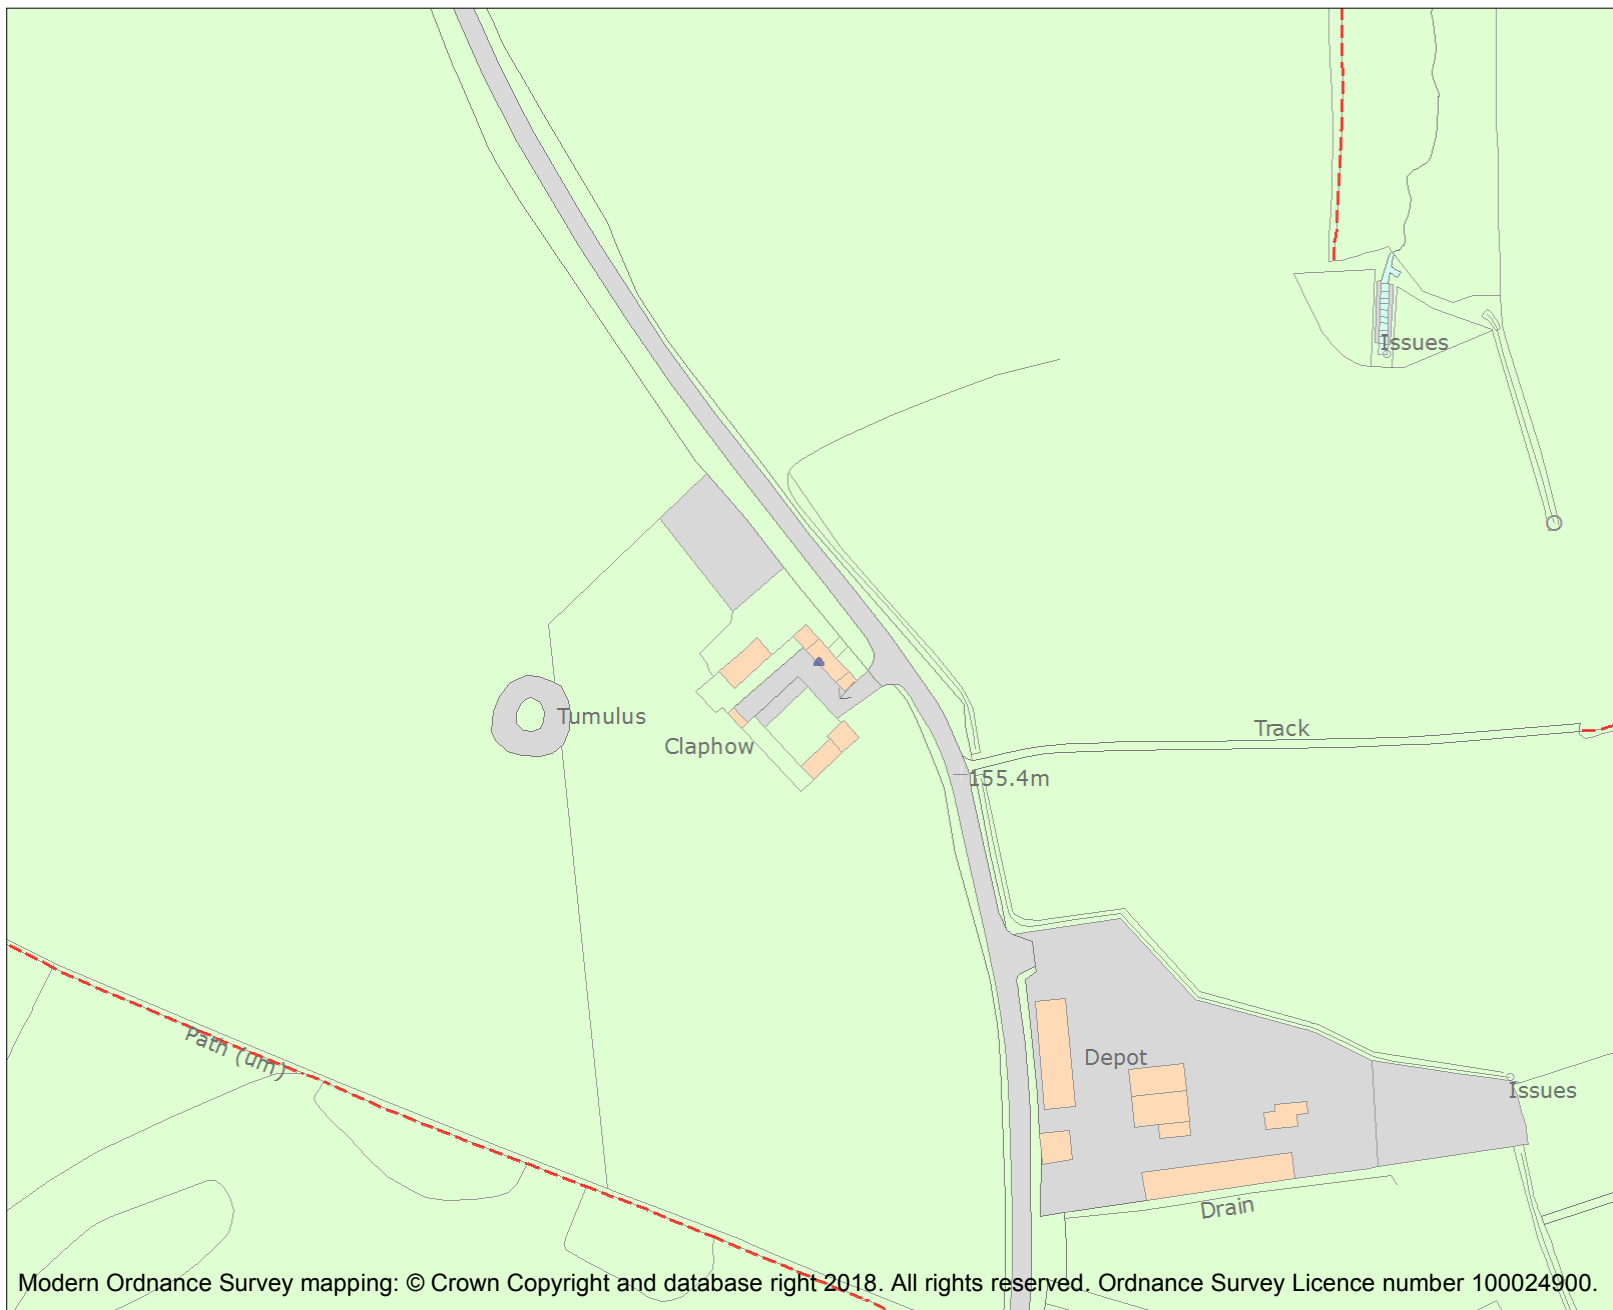 Issues
Tumulus
Claphow
Track
155.4m
Path (um)
Depot
Issues
Drain
Modern Ordnance Survey mapping: © Crown Copyright and database right 2018. All rights reserved. Ordnance Survey Licence number 100024900.